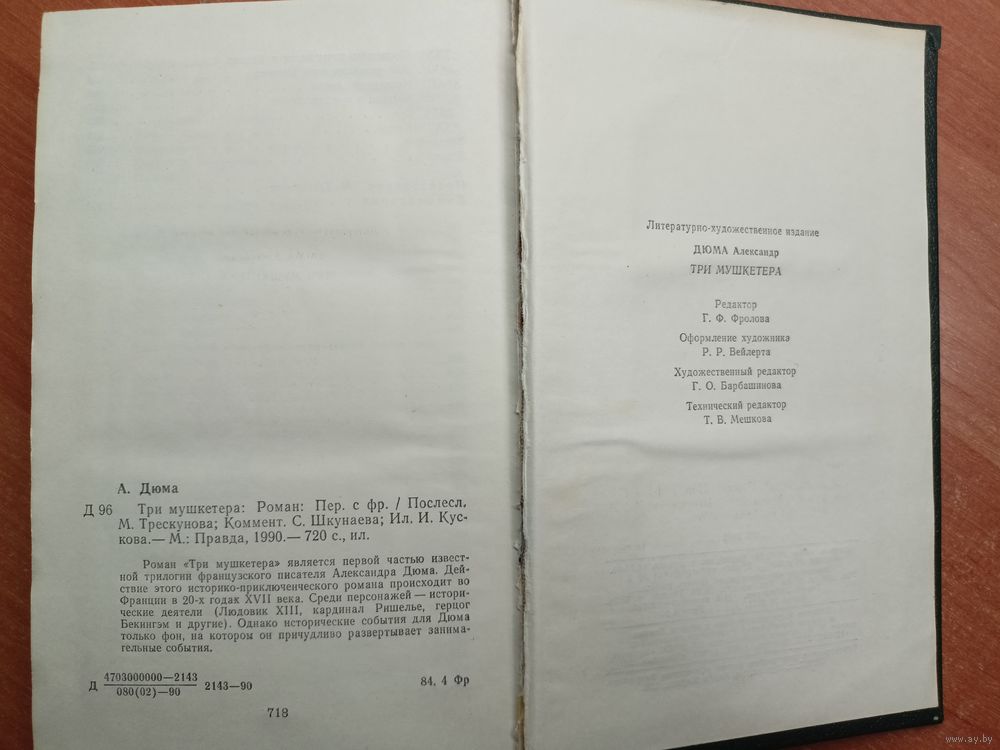 А. Дюма
Д 96 Три мушкетера: Роман: Пер. с фр. / Послесл.
М. Трескунова; Коммент. С. Шкунаева; Ил. И. Кус-
кова.— М.: Правда, 1990.— 720 с., ил.
Роман «Три мушкетера» является первой частью извест-
ной трилогии французского писателя Александра Дюма. Дей-
ствие этого историко-приключенческого романа происходит во
Франции в 20-х годах XVII века. Среди персонажей — истори-
ческие деятели (Людовик XIII, кардинал Ришелье, герцог
Бекингэм и другие). Однако исторические события для Дюма
только фон, на котором он причудливо развертывает занима-
тельные события.
4703000000—2143
Д 080(02)—90 2143—90
84. 4 Фр
718
Литературно-художественное издание
ДЮМА Александр
ТРИ МУШКЕТЕРА
Редактор
Г. Ф. Фролова
Оформление художника
Р. Р. Вейлерта
Художественный редактор
Г. О. Барбашинова
Технический редактор
Т. В. Мешкова
www.ay.by